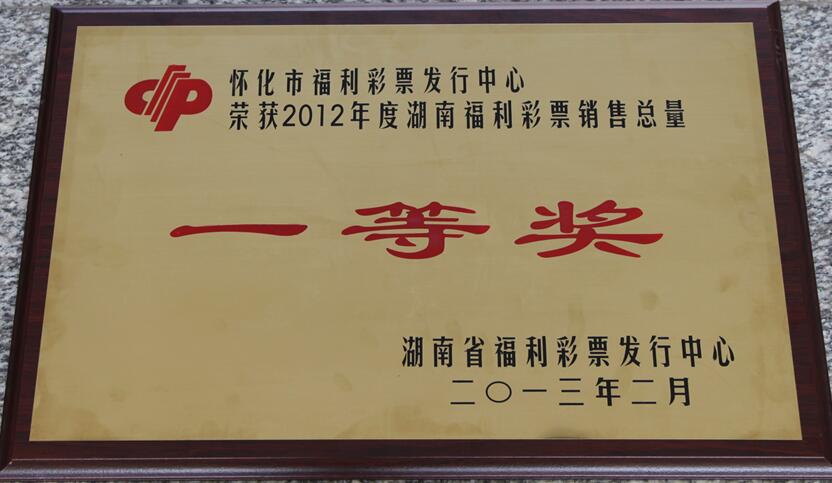 怀化市福利彩票发行中心
荣获2012年度湖南福利彩票销售总量
一等奖
湖南省福利彩票发行中心
二〇一三年二月